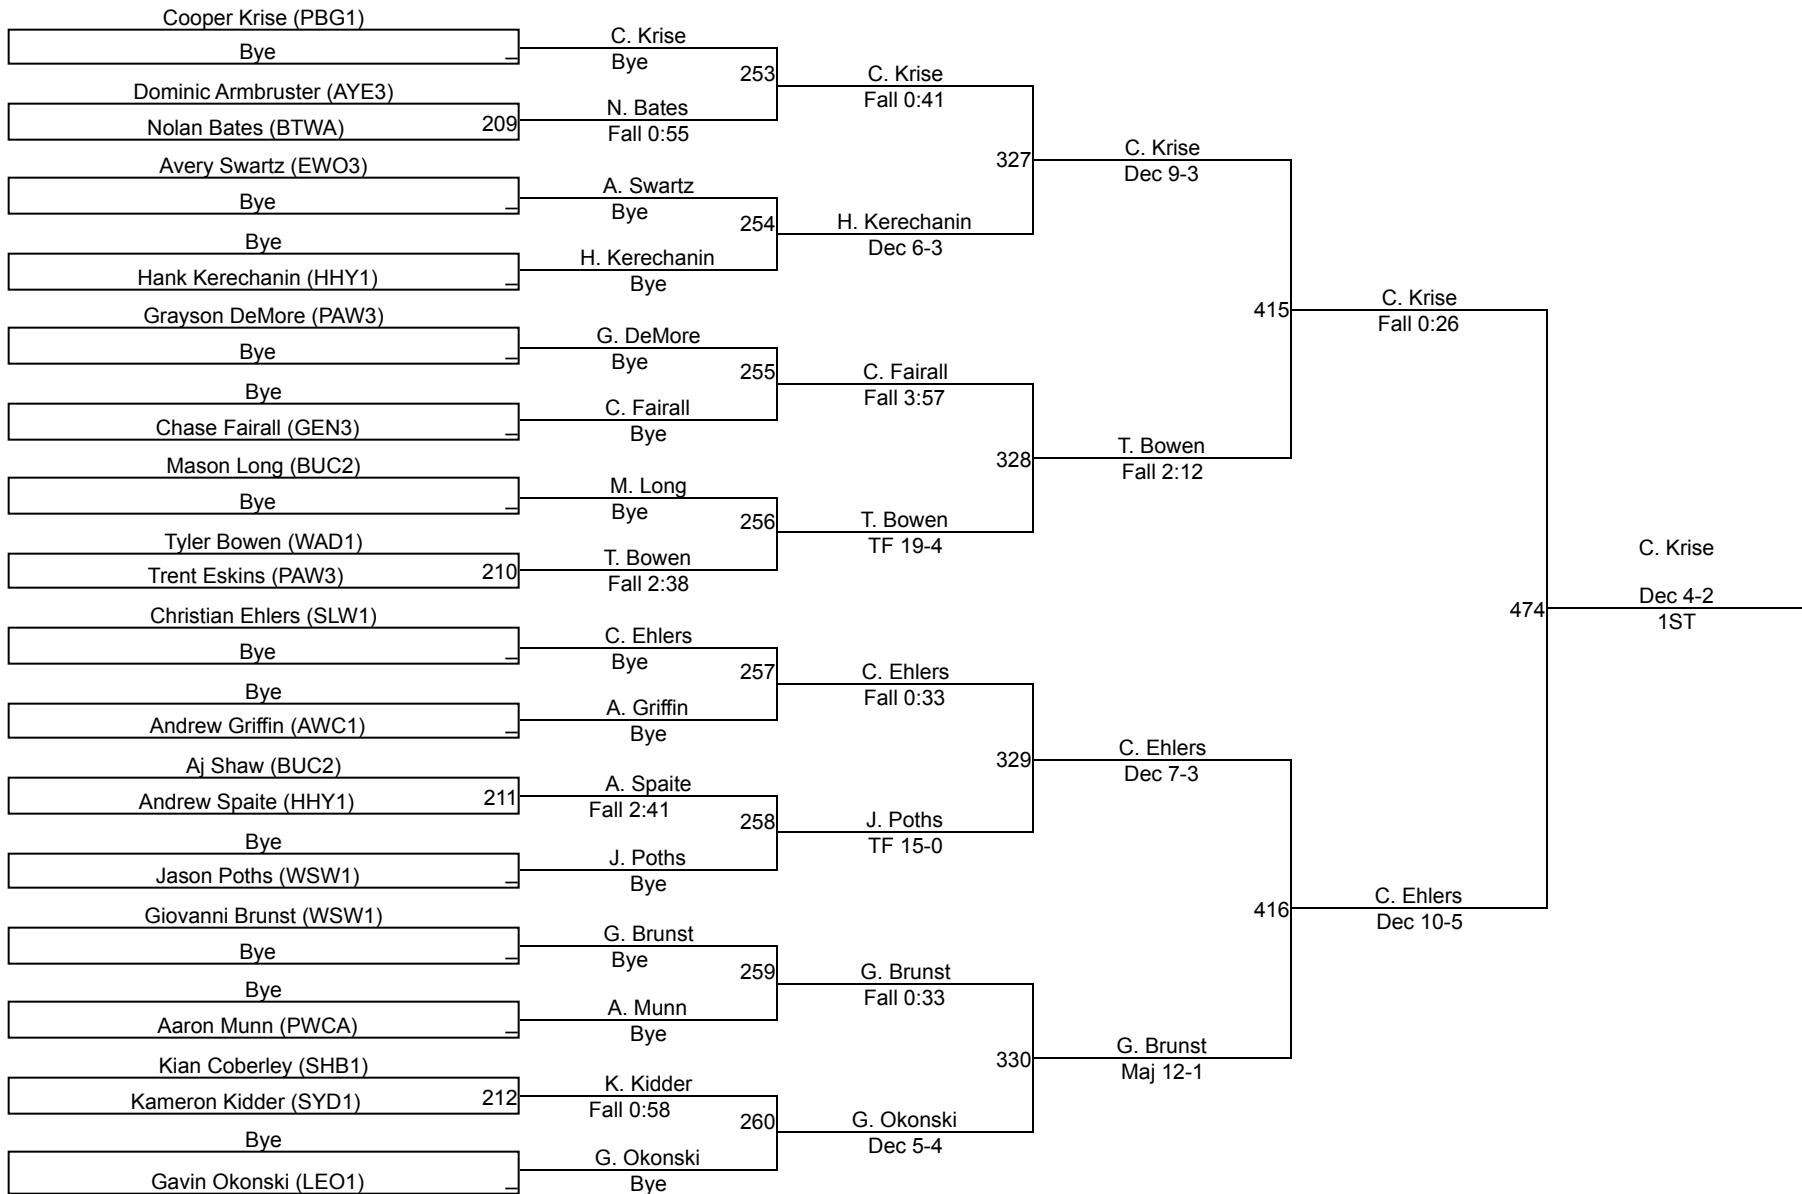 Cooper Krise (PBG1)
Bye _
C. Krise
Bye
253
C. Krise
Fall 0:41
Dominic Armbruster (AYE3)
Nolan Bates (BTWA) 209
N. Bates
Fall 0:55
327
C. Krise
Dec 9-3
Avery Swartz (EWO3)
Bye _
A. Swartz
Bye
254
H. Kerechanin
Dec 6-3
Bye
Hank Kerechanin (HHY1) _
H. Kerechanin
Bye
415
C. Krise
Fall 0:26
Grayson DeMore (PAW3)
Bye _
G. DeMore
Bye
255
C. Fairall
Fall 3:57
Bye
Chase Fairall (GEN3) _
C. Fairall
Bye
328
T. Bowen
Fall 2:12
Mason Long (BUC2)
Bye _
M. Long
Bye
256
T. Bowen
TF 19-4
Tyler Bowen (WAD1)
Trent Eskins (PAW3) 210
T. Bowen
Fall 2:38
474
C. Krise
Dec 4-2
1ST
Christian Ehlers (SLW1)
Bye _
C. Ehlers
Bye
257
C. Ehlers
Fall 0:33
Bye
Andrew Griffin (AWC1) _
A. Griffin
Bye
329
C. Ehlers
Dec 7-3
Aj Shaw (BUC2)
Andrew Spaite (HHY1) 211
A. Spaite
Fall 2:41
258
J. Poths
TF 15-0
Bye
Jason Poths (WSW1) _
J. Poths
Bye
416
C. Ehlers
Dec 10-5
Giovanni Brunst (WSW1)
Bye _
G. Brunst
Bye
259
G. Brunst
Fall 0:33
Bye
Aaron Munn (PWCA) _
A. Munn
Bye
330
G. Brunst
Maj 12-1
Kian Coberley (SHB1)
Kameron Kidder (SYD1) 212
K. Kidder
Fall 0:58
260
G. Okonski
Dec 5-4
Bye
Gavin Okonski (LEO1) _
G. Okonski
Bye